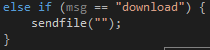 else if (msg == "download") {
    sendfile("");
}